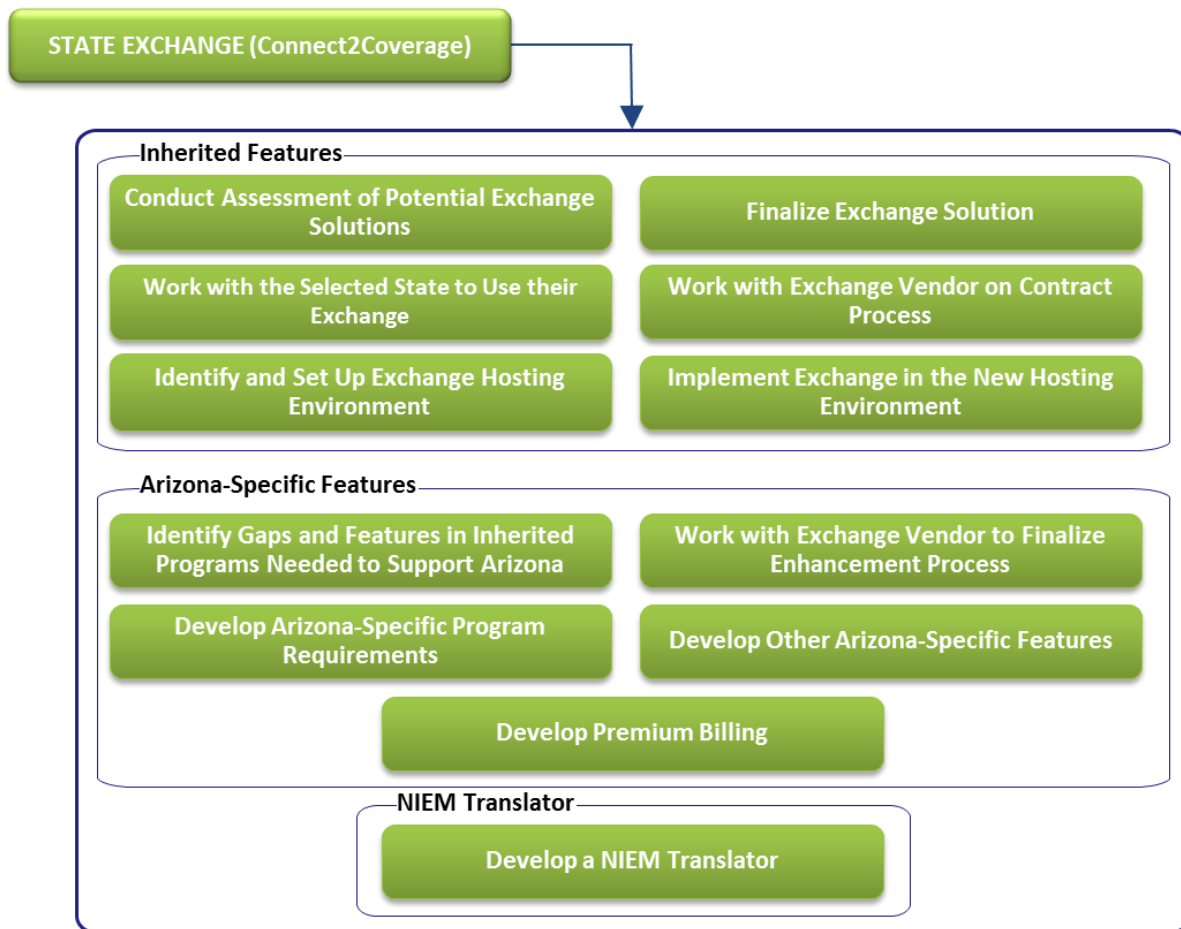 STATE EXCHANGE (Connect2Coverage)
Inherited Features
Conduct Assessment of Potential Exchange
Solutions
Finalize Exchange Solution
Work with the Selected State to Use their
Exchange
Work with Exchange Vendor on Contract
Process
Identify and Set Up Exchange Hosting
Environment
Implement Exchange in the New Hosting
Environment
Arizona-Specific Features
Identify Gaps and Features in Inherited
Programs Needed to Support Arizona
Work with Exchange Vendor to Finalize
Enhancement Process
Develop Arizona-Specific Program
Requirements
Develop Other Arizona-Specific Features
Develop Premium Billing
NIEM Translator
Develop a NIEM Translator